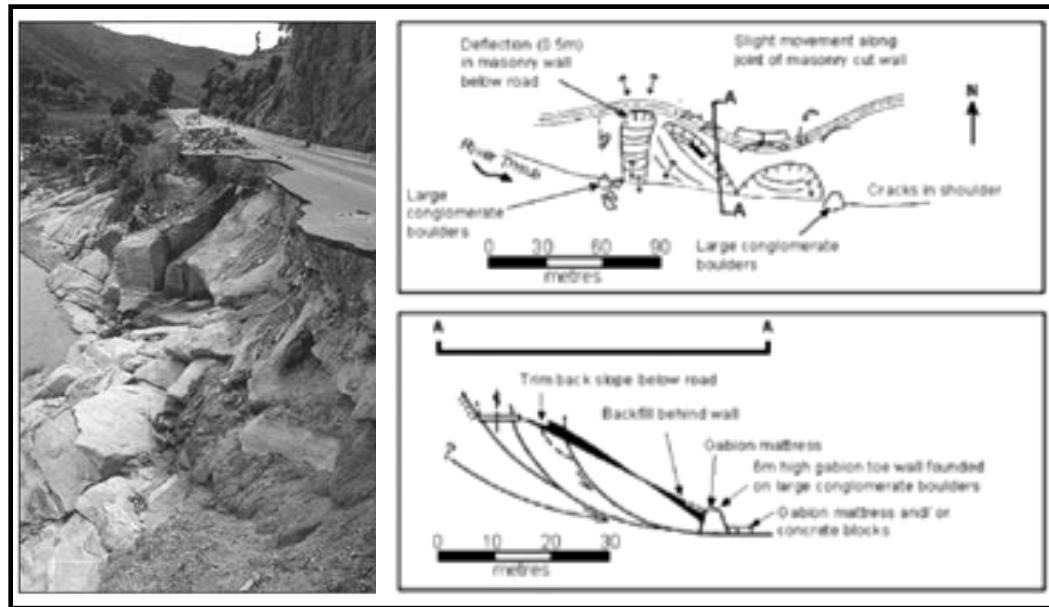 Deflection (0.5m)
in masonry wall
below road
Slight movement along
joint of masonry cut wall
N
A
River
Large
conglomerate
boulders
A
Cracks in shoulder
Large conglomerate
boulders
0 30 60 90
metres
A A
Trim back slope below road
Backfill behind wall
Gabion mattress
6m high gabion toe wall founded
on large conglomerate boulders
Gabion mattress and/ or
concrete blocks
?
0 10 20 30
metres